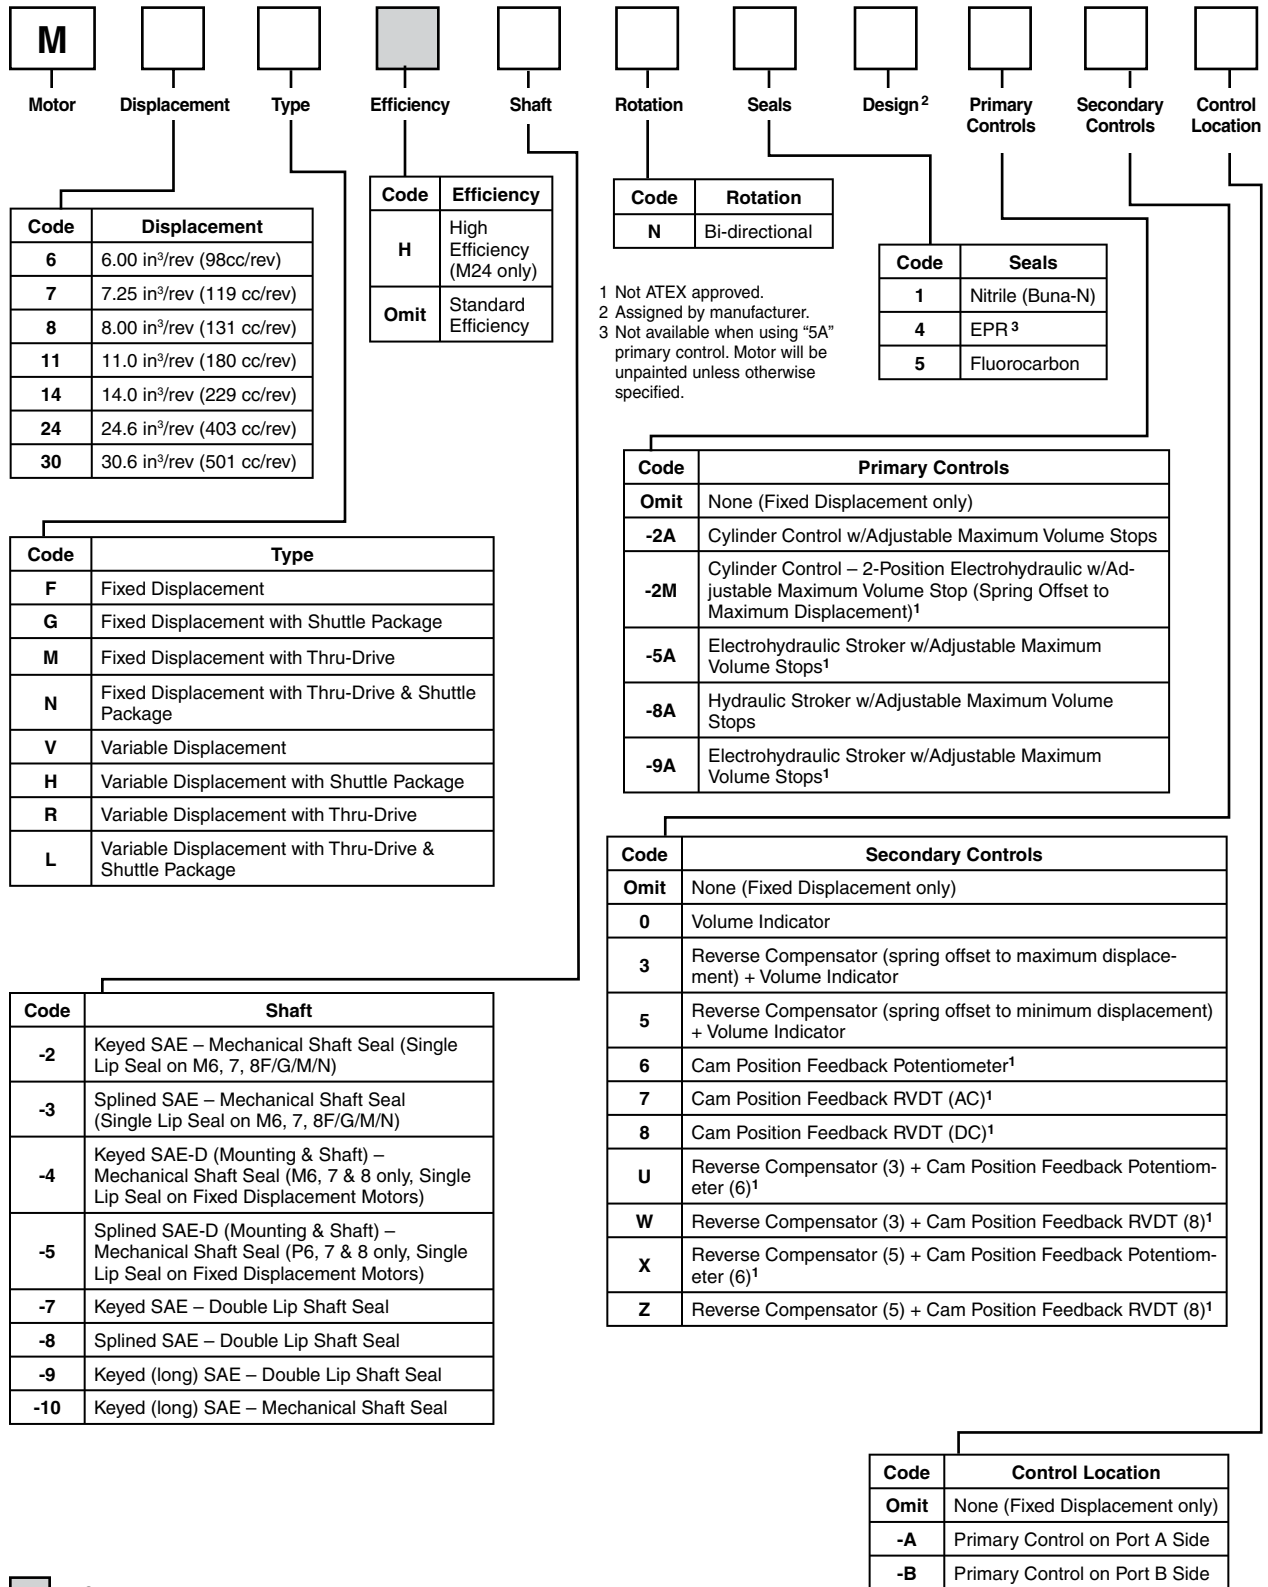 M
Motor
Displacement
Type
Efficiency
Shaft
Rotation
Seals
Design 2
Primary
Controls
Secondary
Controls
Control
Location
Code Displacement
6 6.00 in3/rev (98cc/rev)
7 7.25 in3/rev (119 cc/rev)
8 8.00 in3/rev (131 cc/rev)
11 11.0 in3/rev (180 cc/rev)
14 14.0 in3/rev (229 cc/rev)
24 24.6 in3/rev (403 cc/rev)
30 30.6 in3/rev (501 cc/rev)
Code Efficiency
H High
Efficiency
(M24 only)
Omit Standard
Efficiency
Code Rotation
N Bi-directional
1 Not ATEX approved.
2 Assigned by manufacturer.
3 Not available when using “5A”
primary control. Motor will be
unpainted unless otherwise
specified.
Code Seals
1 Nitrile (Buna-N)
4 EPR 3
5 Fluorocarbon
Code Type
F Fixed Displacement
G Fixed Displacement with Shuttle Package
M Fixed Displacement with Thru-Drive
N Fixed Displacement with Thru-Drive & Shuttle
Package
V Variable Displacement
H Variable Displacement with Shuttle Package
R Variable Displacement with Thru-Drive
L Variable Displacement with Thru-Drive &
Shuttle Package
Code Primary Controls
Omit None (Fixed Displacement only)
-2A Cylinder Control w/Adjustable Maximum Volume Stops
-2M Cylinder Control – 2-Position Electrohydraulic w/Ad-
justable Maximum Volume Stop (Spring Offset to
Maximum Displacement)1
-5A Electrohydraulic Stroker w/Adjustable Maximum
Volume Stops1
-8A Hydraulic Stroker w/Adjustable Maximum Volume
Stops
-9A Electrohydraulic Stroker w/Adjustable Maximum
Volume Stops1
Code Secondary Controls
Omit None (Fixed Displacement only)
0 Volume Indicator
3 Reverse Compensator (spring offset to maximum displace-
ment) + Volume Indicator
5 Reverse Compensator (spring offset to minimum displacement)
+ Volume Indicator
6 Cam Position Feedback Potentiometer1
7 Cam Position Feedback RVDT (AC)1
8 Cam Position Feedback RVDT (DC)1
U Reverse Compensator (3) + Cam Position Feedback Potentiom-
eter (6)1
W Reverse Compensator (3) + Cam Position Feedback RVDT (8)1
X Reverse Compensator (5) + Cam Position Feedback Potentiom-
eter (6)1
Z Reverse Compensator (5) + Cam Position Feedback RVDT (8)1
Code Shaft
-2 Keyed SAE – Mechanical Shaft Seal (Single
Lip Seal on M6, 7, 8F/G/M/N)
-3 Splined SAE – Mechanical Shaft Seal
(Single Lip Seal on M6, 7, 8F/G/M/N)
-4 Keyed SAE-D (Mounting & Shaft) –
Mechanical Shaft Seal (M6, 7 & 8 only, Single
Lip Seal on Fixed Displacement Motors)
-5 Splined SAE-D (Mounting & Shaft) –
Mechanical Shaft Seal (P6, 7 & 8 only, Single
Lip Seal on Fixed Displacement Motors)
-7 Keyed SAE – Double Lip Shaft Seal
-8 Splined SAE – Double Lip Shaft Seal
-9 Keyed (long) SAE – Double Lip Shaft Seal
-10 Keyed (long) SAE – Mechanical Shaft Seal
Code Control Location
Omit None (Fixed Displacement only)
-A Primary Control on Port A Side
-B Primary Control on Port B Side